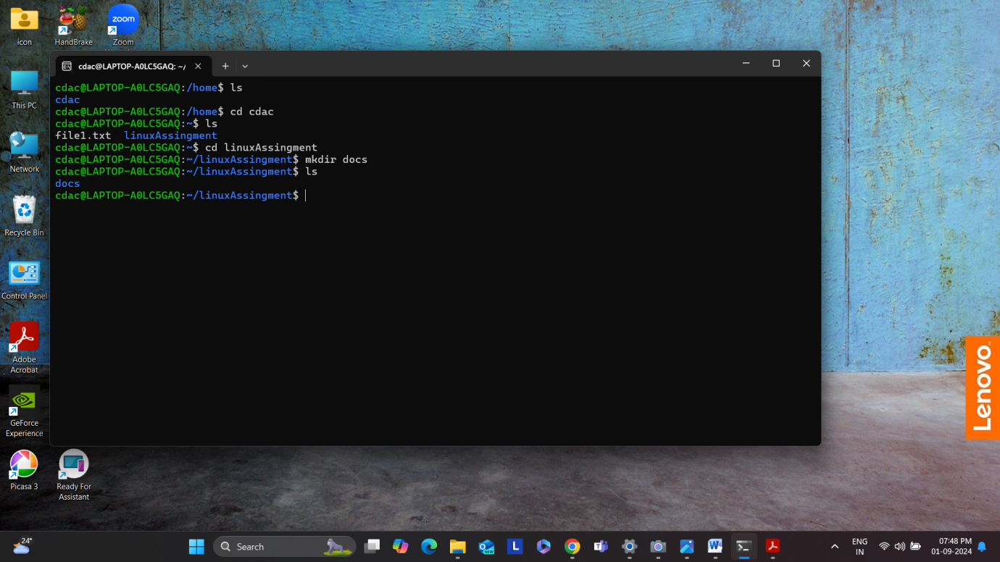 icon
HandBrake
zoom
Zoom
cdac@LAPTOP-A0LC5GAQ: ~/
cdac@LAPTOP-A0LC5GAQ:/home$ ls
cdac
cdac@LAPTOP-A0LC5GAQ:/home$ cd cdac
cdac@LAPTOP-A0LC5GAQ:~$ ls
file1.txt linuxAssingment
cdac@LAPTOP-A0LC5GAQ:~$ cd linuxAssingment
cdac@LAPTOP-A0LC5GAQ:~/linuxAssingment$ mkdir docs
cdac@LAPTOP-A0LC5GAQ:~/linuxAssingment$ ls
docs
cdac@LAPTOP-A0LC5GAQ:~/linuxAssingment$
This PC
Network
Recycle Bin
Control Panel
Adobe
Acrobat
GeForce
Experience
Picasa 3
Ready For
Assistant
Lenovo
24°
Search
NEW
L
W
ENG
IN
07:48 PM
01-09-2024